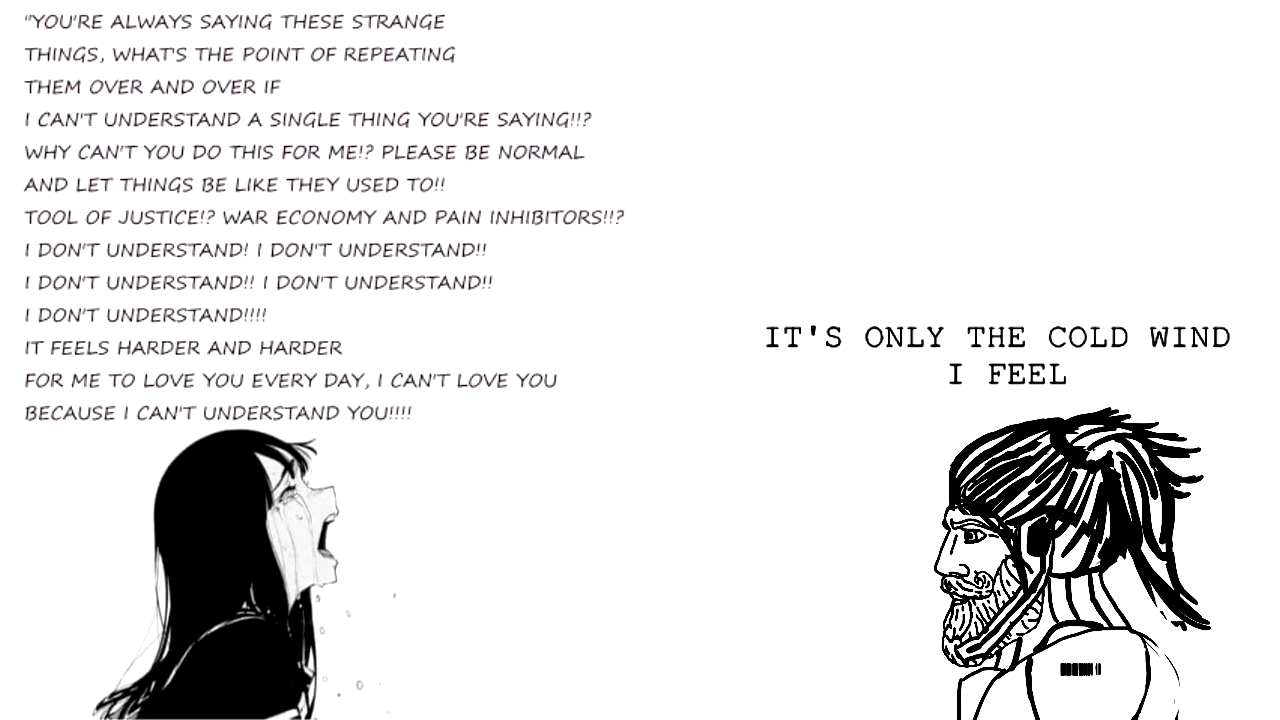 "YOU'RE ALWAYS SAYING THESE STRANGE
THINGS, WHAT'S THE POINT OF REPEATING
THEM OVER AND OVER IF
I CAN'T UNDERSTAND A SINGLE THING YOU'RE SAYING!!?
WHY CAN'T YOU DO THIS FOR ME!? PLEASE BE NORMAL
AND LET THINGS BE LIKE THEY USED TO!!
TOOL OF JUSTICE!? WAR ECONOMY AND PAIN INHIBITORS!!?
I DON'T UNDERSTAND! I DON'T UNDERSTAND!!
I DON'T UNDERSTAND!! I DON'T UNDERSTAND!!
I DON'T UNDERSTAND!!!!
IT FEELS HARDER AND HARDER
FOR ME TO LOVE YOU EVERY DAY, I CAN'T LOVE YOU
BECAUSE I CAN'T UNDERSTAND YOU!!!!
IT'S ONLY THE COLD WIND
I FEEL